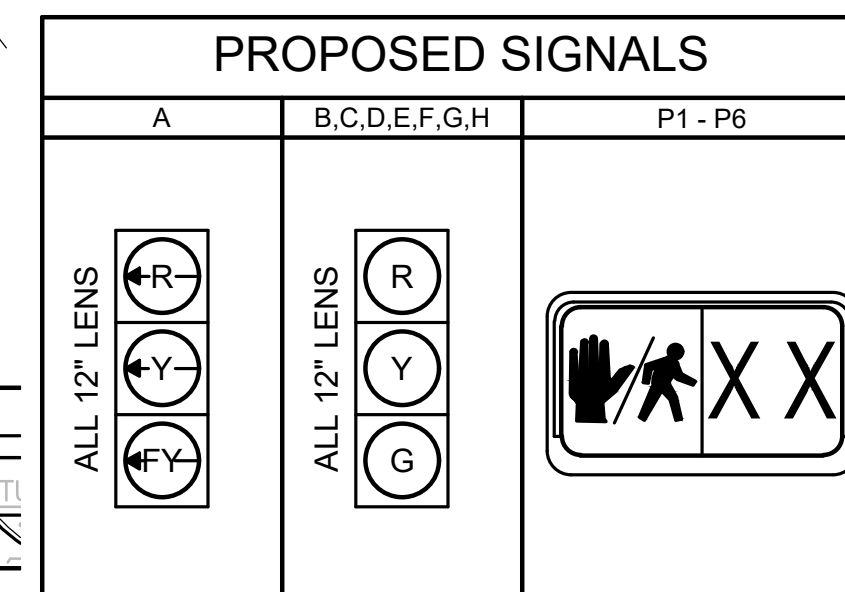 PROPOSED SIGNALS
A
B,C,D,E,F,G,H
P1 - P6
ALL 12" LENS
R
Y
FY
ALL 12" LENS
R
Y
G
X X